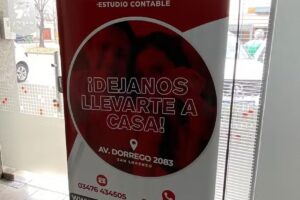 ESTUDIO CONTABLE
¡DEJANOS
LLEVARTE A
CASA!
AV. DORREGO 2083
SAN LORENZO
03476 434505